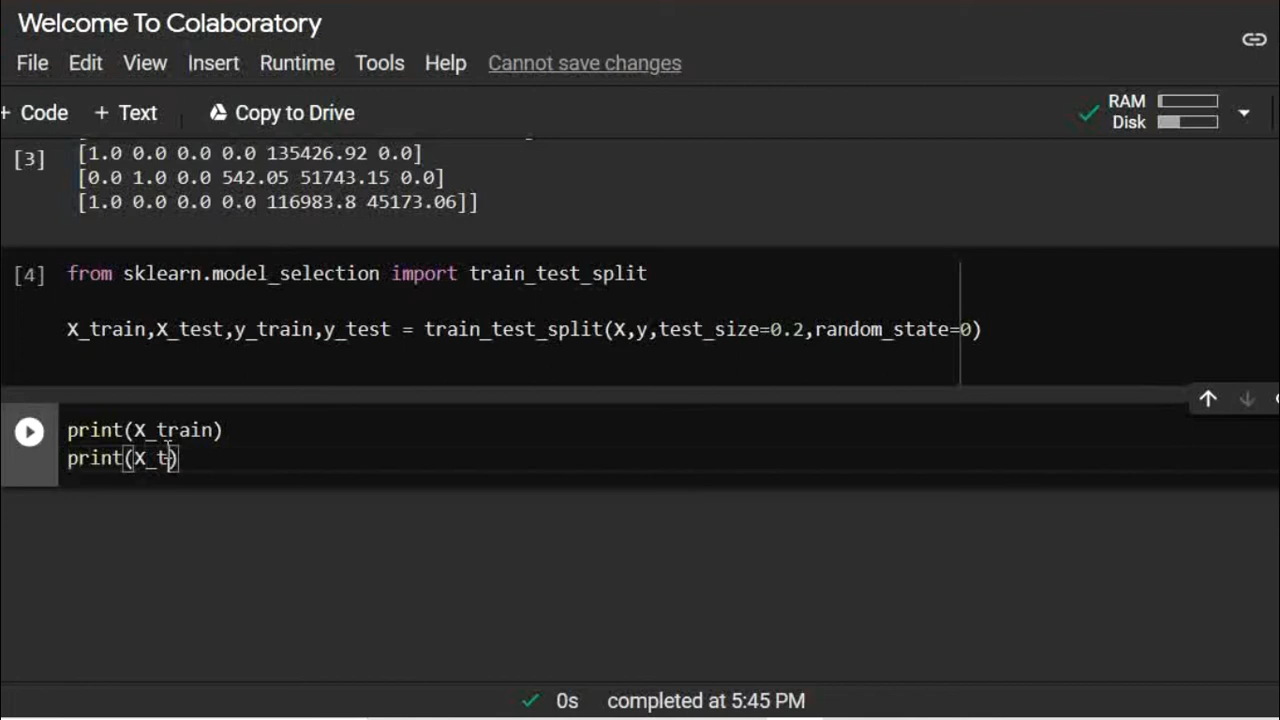 Welcome To Colaboratory
File Edit View Insert Runtime Tools Help Cannot save changes
+ Code + Text Copy to Drive RAM
Disk
[3] [1.0 0.0 0.0 0.0 135426.92 0.0]
[0.0 1.0 0.0 542.05 51743.15 0.0]
[1.0 0.0 0.0 0.0 116983.8 45173.06]]
[4] from sklearn.model_selection import train_test_split
X_train,X_test,y_train,y_test = train_test_split(X,y,test_size=0.2,random_state=0)
print(X_train)
print(X_t)
0s completed at 5:45 PM